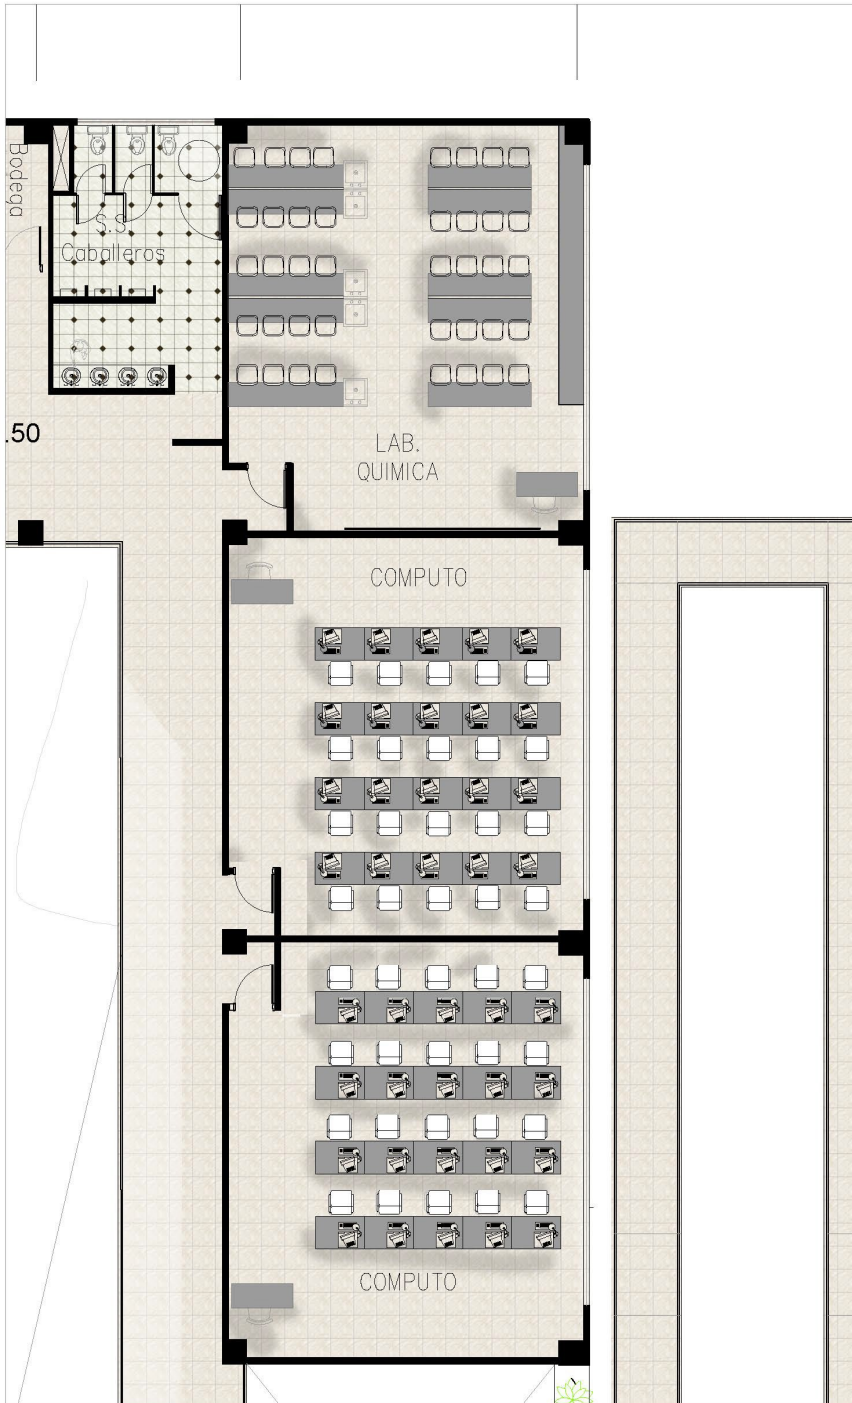 Bodega
S.S
Caballeros
.50
LAB.
QUIMICA
COMPUTO
COMPUTO